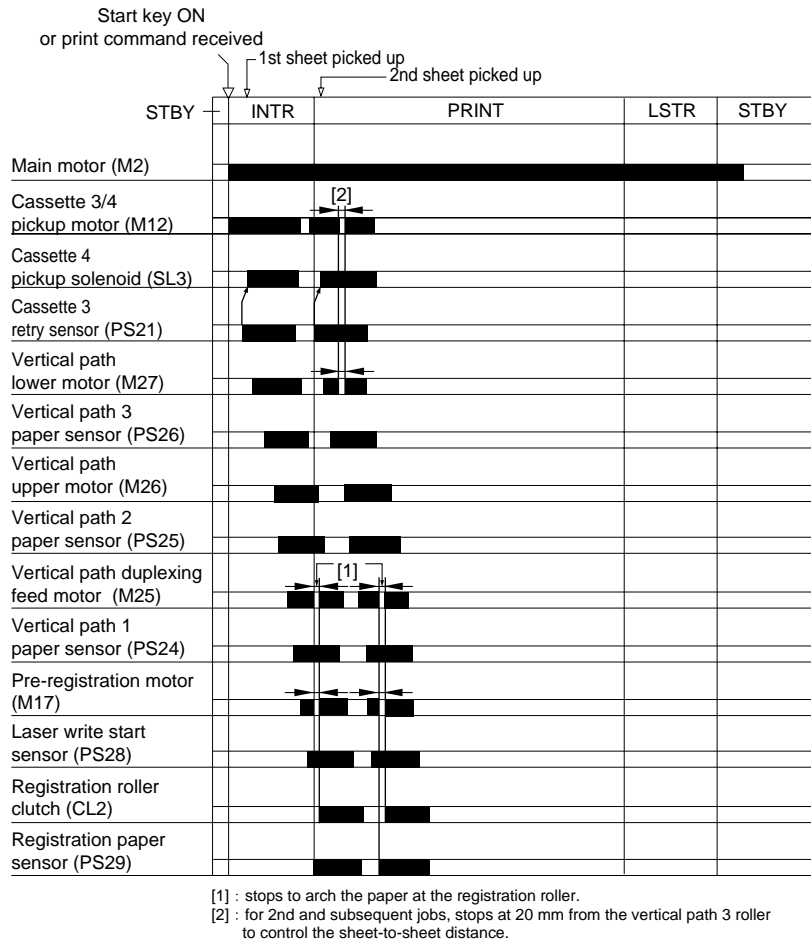 Start key ON
or print command received
1st sheet picked up
2nd sheet picked up
STBY INTR PRINT LSTR STBY
Main motor (M2)
[2]
Cassette 3/4
pickup motor (M12)
Cassette 4
pickup solenoid (SL3)
Cassette 3
retry sensor (PS21)
Vertical path
lower motor (M27)
Vertical path 3
paper sensor (PS26)
Vertical path
upper motor (M26)
Vertical path 2
paper sensor (PS25)
[1]
Vertical path duplexing
feed motor (M25)
Vertical path 1
paper sensor (PS24)
Pre-registration motor
(M17)
Laser write start
sensor (PS28)
Registration roller
clutch (CL2)
Registration paper
sensor (PS29)
[1] : stops to arch the paper at the registration roller.
[2] : for 2nd and subsequent jobs, stops at 20 mm from the vertical path 3 roller
to control the sheet-to-sheet distance.